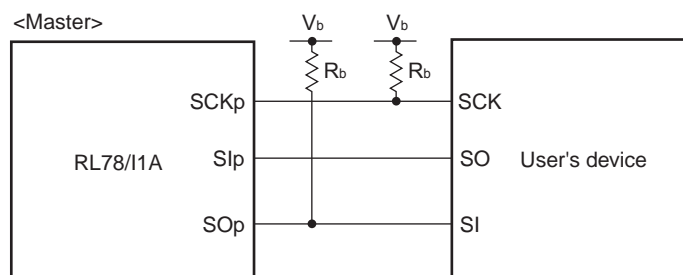 <Master>
Vb Vb
Rb Rb
SCKp SCK
RL78/I1A SIp SO User's device
SOp SI